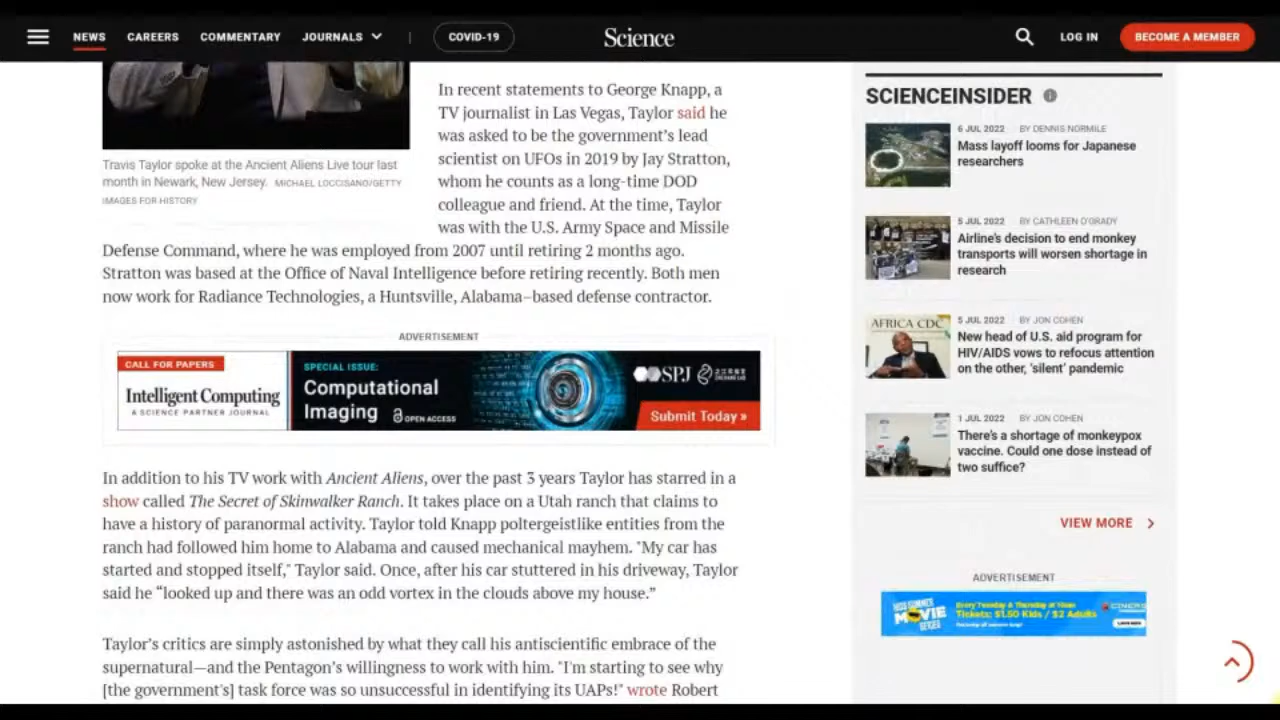 NEWS CAREERS COMMENTARY JOURNALS | COVID-19 Science LOG IN BECOME A MEMBER
Travis Taylor spoke at the Ancient Aliens Live tour last
month in Newark, New Jersey. MICHAEL LOCCISANO/GETTY
IMAGES FOR HISTORY
In recent statements to George Knapp, a
TV journalist in Las Vegas, Taylor said he
was asked to be the government's lead
scientist on UFOs in 2019 by Jay Stratton,
whom he counts as a long-time DOD
colleague and friend. At the time, Taylor
was with the U.S. Army Space and Missile
Defense Command, where he was employed from 2007 until retiring 2 months ago.
Stratton was based at the Office of Naval Intelligence before retiring recently. Both men
now work for Radiance Technologies, a Huntsville, Alabama–based defense contractor.
ADVERTISEMENT
CALL FOR PAPERS
Intelligent Computing
A SCIENCE PARTNER JOURNAL
SPECIAL ISSUE:
Computational
Imaging OPEN ACCESS
SPJ
Submit Today »
In addition to his TV work with Ancient Aliens, over the past 3 years Taylor has starred in a
show called The Secret of Skinwalker Ranch. It takes place on a Utah ranch that claims to
have a history of paranormal activity. Taylor told Knapp poltergeistlike entities from the
ranch had followed him home to Alabama and caused mechanical mayhem. "My car has
started and stopped itself," Taylor said. Once, after his car stuttered in his driveway, Taylor
said he “looked up and there was an odd vortex in the clouds above my house.”
Taylor's critics are simply astonished by what they call his antiscientific embrace of the
supernatural—and the Pentagon's willingness to work with him. "I'm starting to see why
[the government's] task force was so unsuccessful in identifying its UAPs!" wrote Robert
SCIENCEINSIDER
6 JUL 2022 BY DENNIS NORMILE
Mass layoff looms for Japanese
researchers
5 JUL 2022 BY CATHLEEN O'GRADY
Airline's decision to end monkey
transports will worsen shortage in
research
AFRICA CDC
5 JUL 2022 BY JON COHEN
New head of U.S. aid program for
HIV/AIDS vows to refocus attention
on the other, ‘silent’ pandemic
1 JUL 2022 BY JON COHEN
There's a shortage of monkeypox
vaccine. Could one dose instead of
two suffice?
VIEW MORE
ADVERTISEMENT
MOVIE
Tickets: $1.50 Kids / $2 Adults